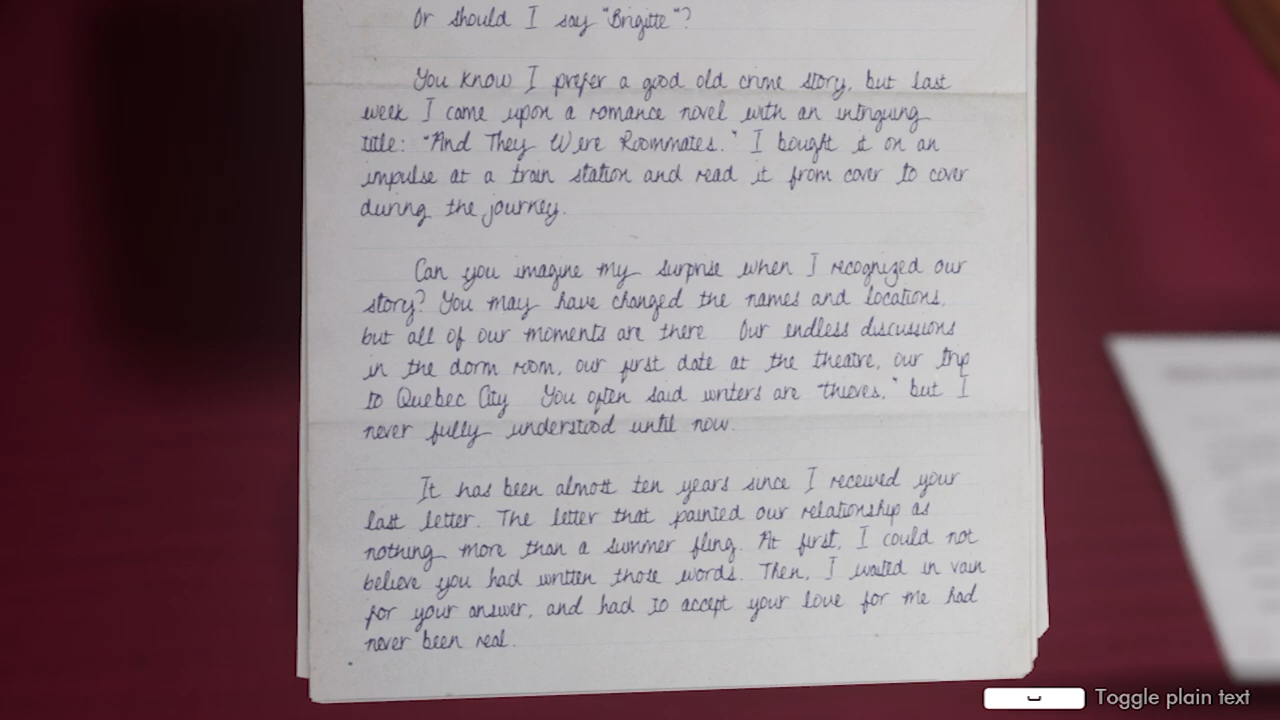 Or should I say "Brigitte"?
You know I prefer a good old crime story, but last
week I came upon a romance novel with an intriguing
title: "And They Were Roommates." I bought it on an
impulse at a train station and read it from cover to cover
during the journey.
Can you imagine my surprise when I recognized our
story? You may have changed the names and locations,
but all of our moments are there. Our endless discussions
in the dorm room, our first date at the theatre, our trip
to Quebec City. You often said writers are "thieves," but I
never fully understood until now.
It has been almost ten years since I received your
last letter. The letter that painted our relationship as
nothing more than a summer fling. At first, I could not
believe you had written those words. Then, I waited in vain
for your answer, and had to accept your love for me had
never been real.
Toggle plain text